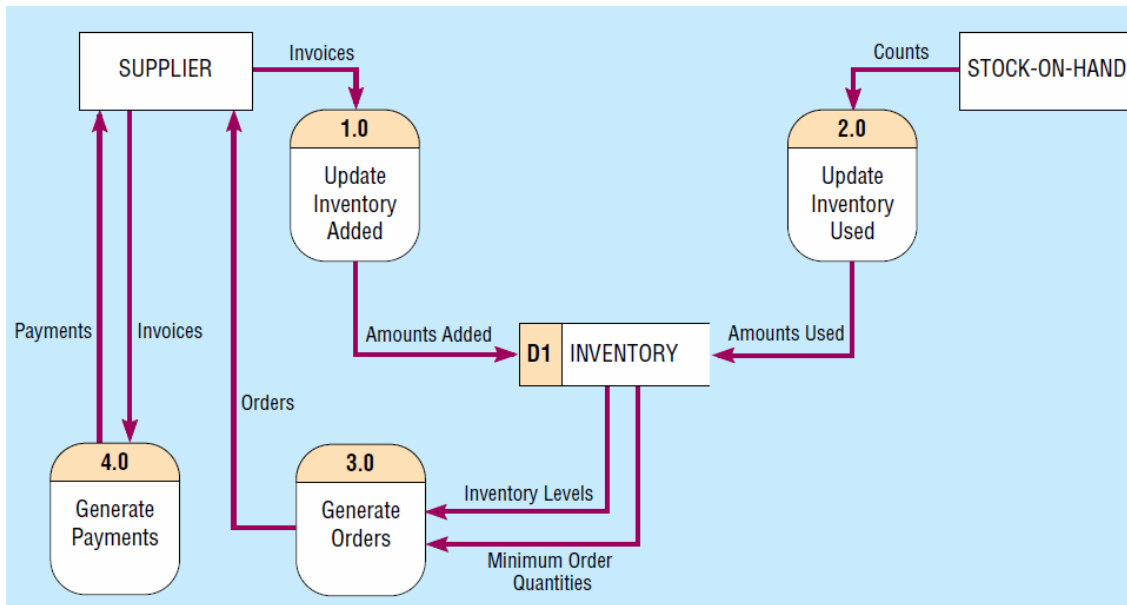 Invoices
Counts
SUPPLIER
STOCK-ON-HAND
1.0
Update
Inventory
Added
2.0
Update
Inventory
Used
Payments
Invoices
Amounts Added
D1 INVENTORY
Amounts Used
Orders
4.0
Generate
Payments
3.0
Generate
Orders
Inventory Levels
Minimum Order
Quantities